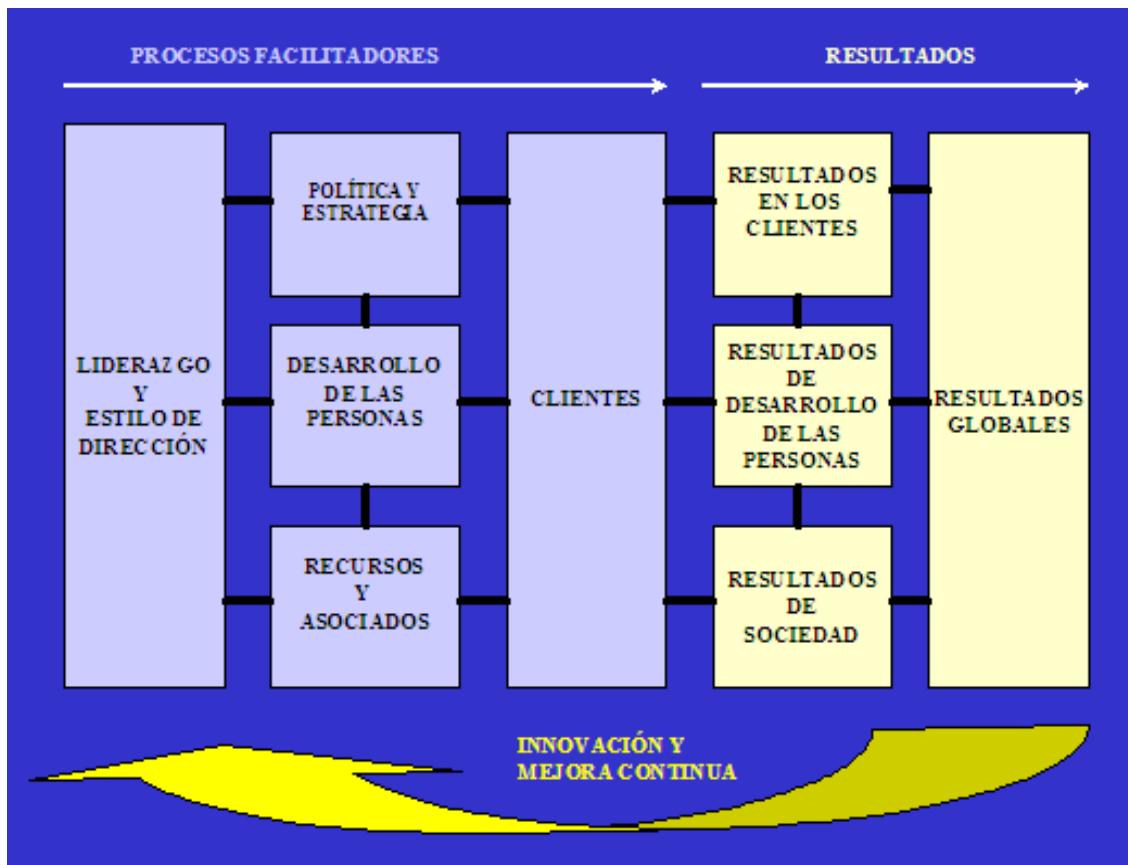 PROCESOS FACILITADORES
RESULTADOS
LIDERAZGO
Y
ESTILO DE
DIRECCIÓN
POLÍTICA Y
ESTRATEGIA
DESARROLLO
DE LAS
PERSONAS
RECURSOS
Y
ASOCIADOS
CLIENTES
RESULTADOS
EN LOS
CLIENTES
RESULTADOS
DE
DESARROLLO
DE LAS
PERSONAS
RESULTADOS
DE
SOCIEDAD
RESULTADOS
GLOBALES
INNOVACIÓN Y
MEJORA CONTINUA